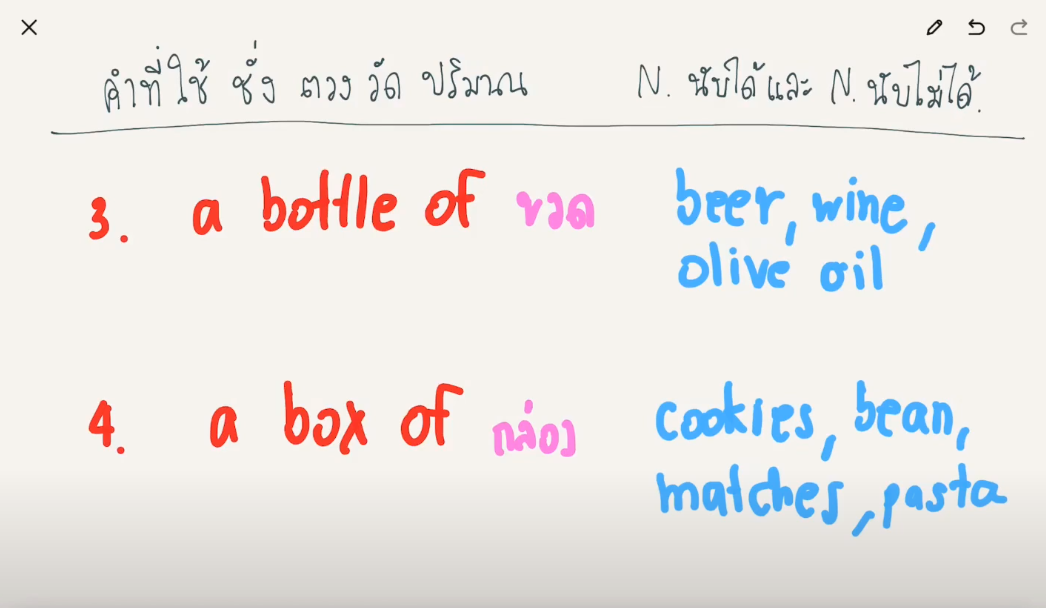 คำที่ใช้ ชั่ง ตวง วัด ปริมาณ N. นับได้ และ N. นับไม่ได้.
3. a bottle of ขวด beer, wine,
olive oil
4. a box of กล่อง cookies, bean,
matches, pasta